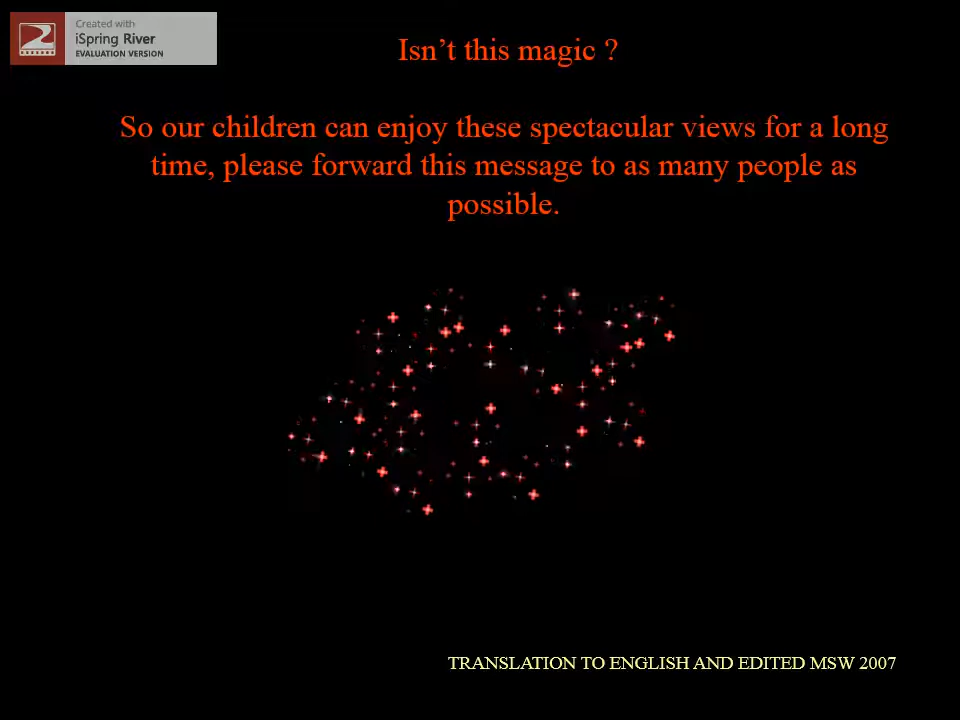 Created with
iSpring River
EVALUATION VERSION
Isn’t this magic ?
So our children can enjoy these spectacular views for a long
time, please forward this message to as many people as
possible.
TRANSLATION TO ENGLISH AND EDITED MSW 2007